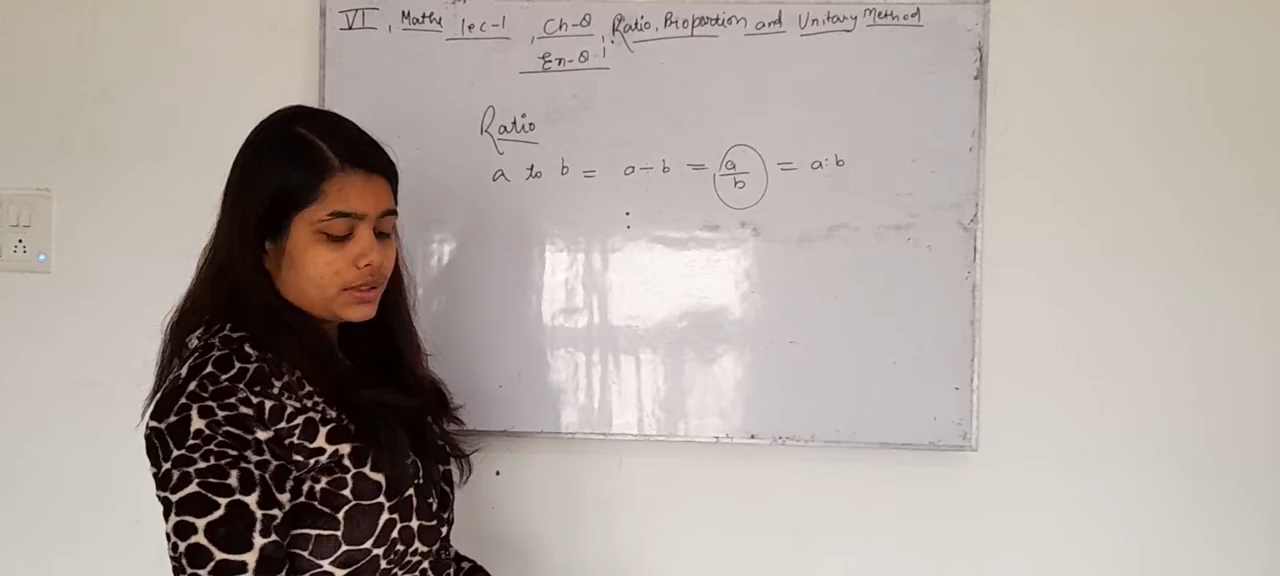 VI, Maths lec-1, Ch-8, Ratio, Proportion and Unitary Method
Ex-8.1
Ratio
a to b = a ÷ b = a/b = a:b
: